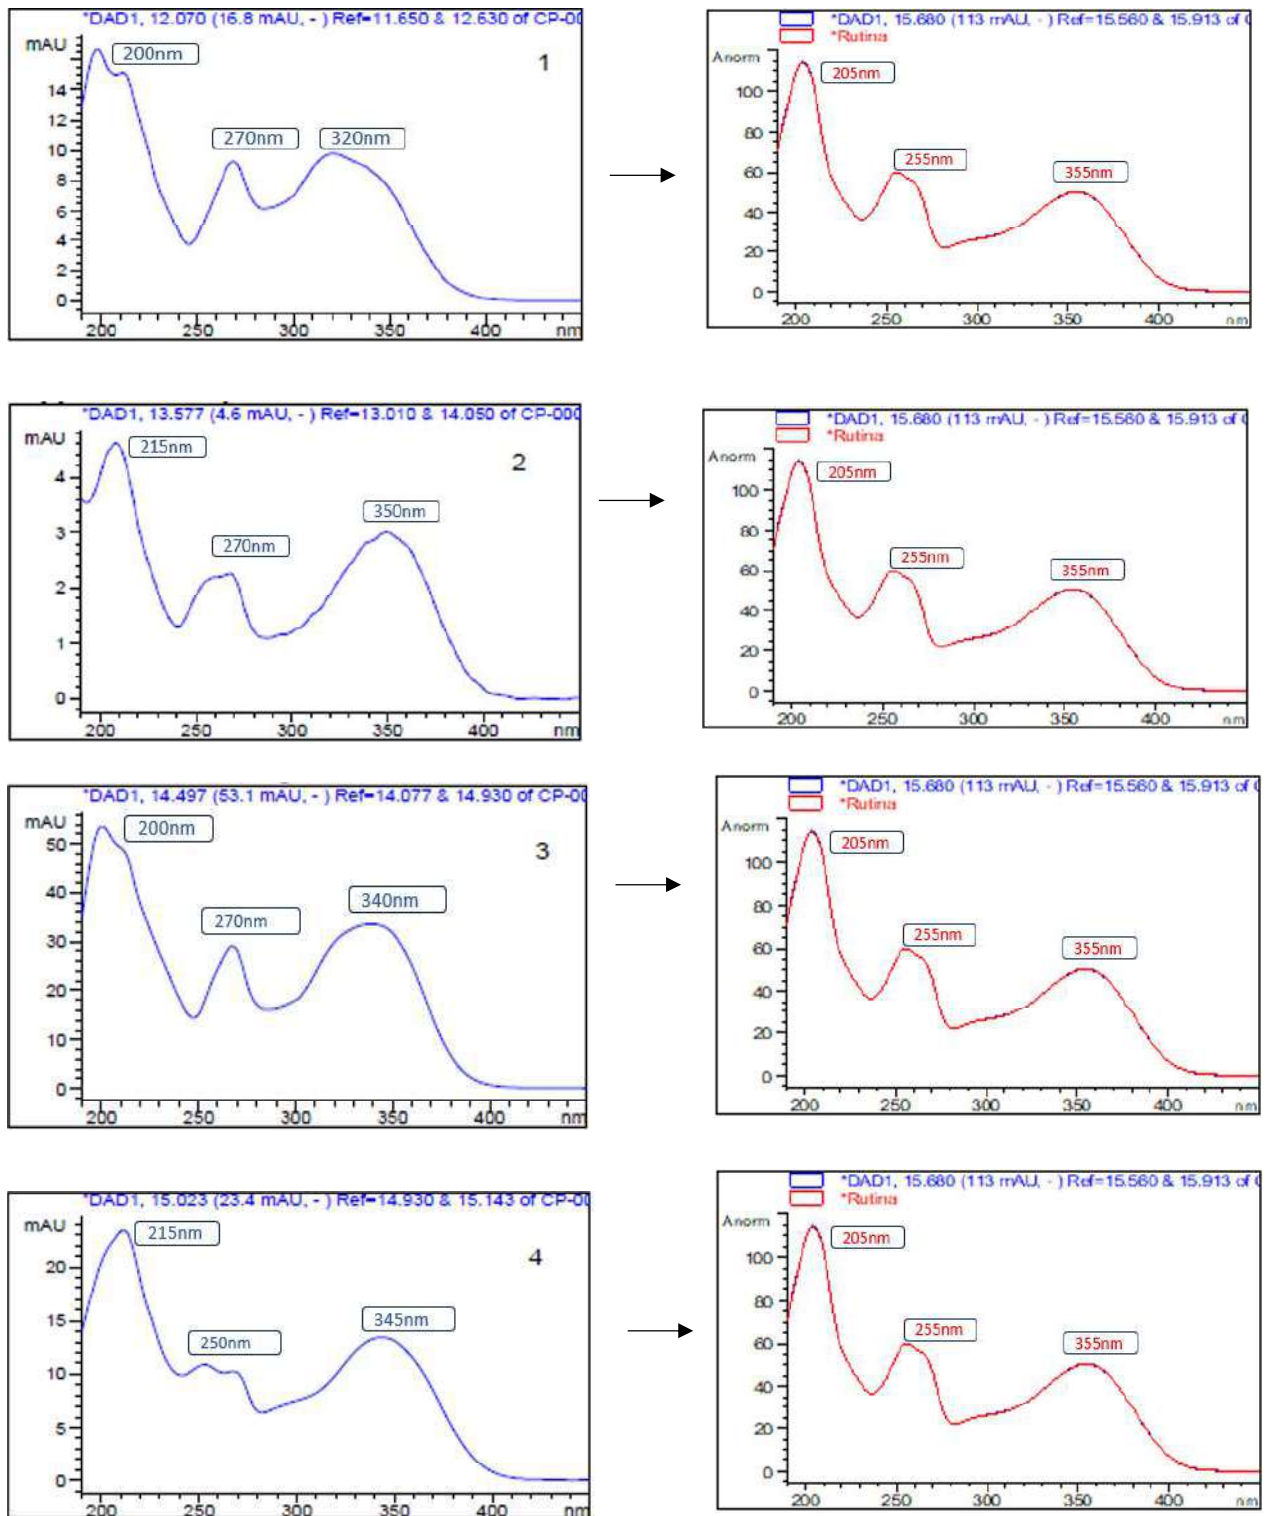 *DAD1, 12.070 (16.8 mAU, - ) Ref=11.650 & 12.630 of CP-00
mAU
200nm
1
270nm
320nm
14
12
10
8
6
4
2
0
200 250 300 350 400 nm
*DAD1, 15.680 (113 mAU, - ) Ref=15.560 & 15.913 of
*Rutina
Anorm
205nm
255nm
355nm
100
80
60
40
20
0
200 250 300 350 400 nm
*DAD1, 13.577 (4.6 mAU, - ) Ref=13.010 & 14.050 of CP-000
mAU
215nm
2
350nm
270nm
4
3
2
1
0
200 250 300 350 400 nm
*DAD1, 15.680 (113 mAU, - ) Ref=15.560 & 15.913 of
*Rutina
Anorm
205nm
255nm
355nm
100
80
60
40
20
0
200 250 300 350 400 nm
*DAD1, 14.497 (53.1 mAU, - ) Ref=14.077 & 14.930 of CP-00
mAU
200nm
3
340nm
270nm
50
40
30
20
10
0
200 250 300 350 400 nm
*DAD1, 15.680 (113 mAU, - ) Ref=15.560 & 15.913 of
*Rutina
Anorm
205nm
255nm
355nm
100
80
60
40
20
0
200 250 300 350 400 nm
*DAD1, 15.023 (23.4 mAU, - ) Ref=14.930 & 15.143 of CP-00
mAU
215nm
4
345nm
250nm
20
15
10
5
0
200 250 300 350 400 nm
*DAD1, 15.680 (113 mAU, - ) Ref=15.560 & 15.913 of
*Rutina
Anorm
205nm
255nm
355nm
100
80
60
40
20
0
200 250 300 350 400 nm